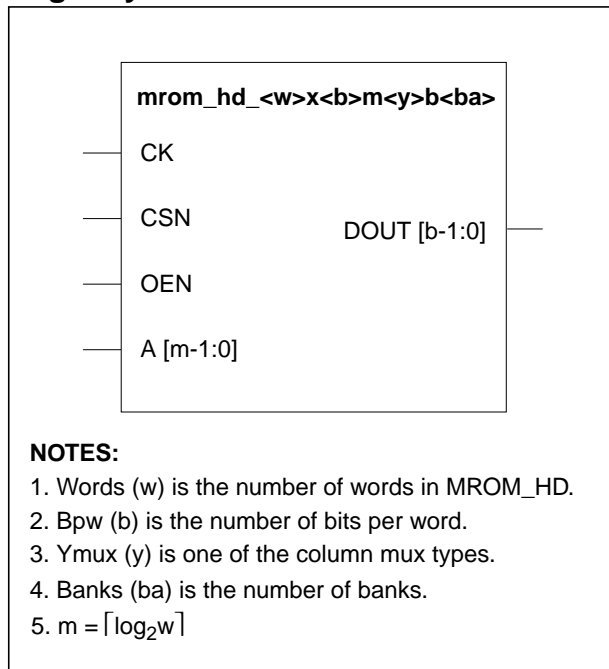 mrom_hd_<w>x<b>m<y>b<ba>
CK
CSN
DOUT [b-1:0]
OEN
A [m-1:0]
NOTES:
1. Words (w) is the number of words in MROM_HD.
2. Bpw (b) is the number of bits per word.
3. Ymux (y) is one of the column mux types.
4. Banks (ba) is the number of banks.
5. m = ⌈log₂w⌉